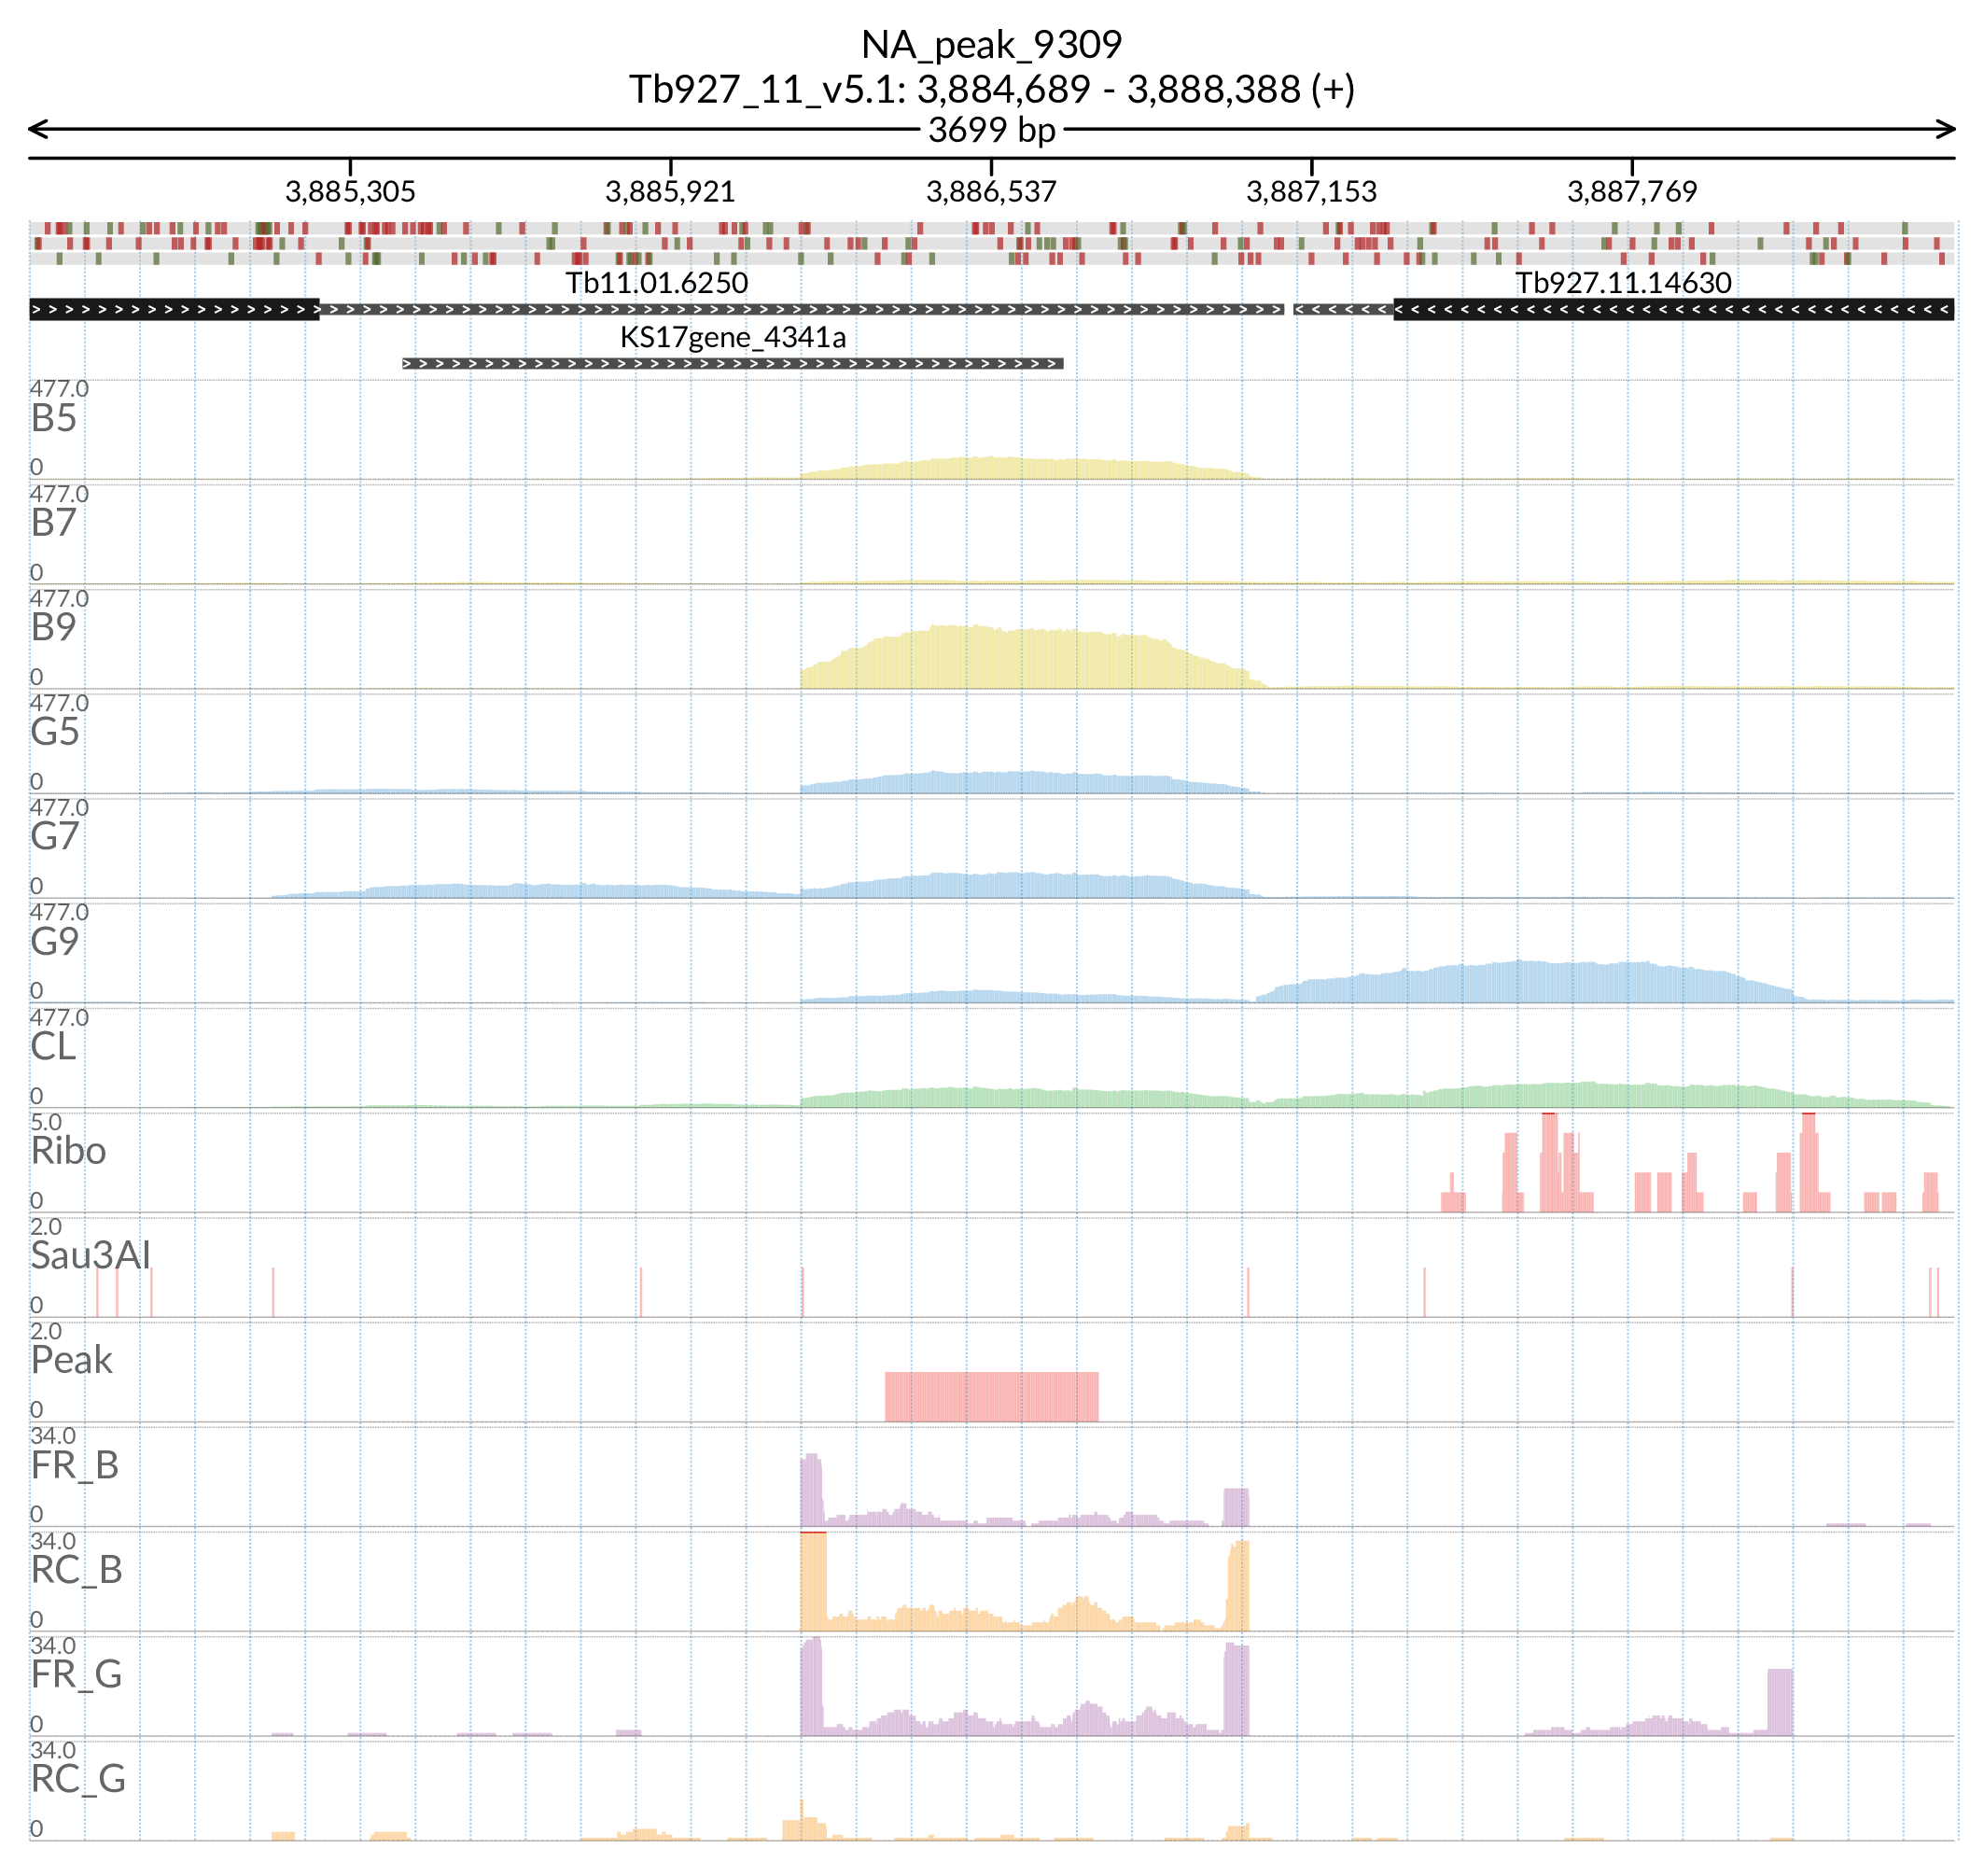 NA_peak_9309
Tb927_11_v5.1: 3,884,689 - 3,888,388 (+)
3699 bp
3,885,305 3,885,921 3,886,537 3,887,153 3,887,769
Tb11.01.6250 Tb927.11.14630
KS17gene_4341a
477.0
B5
0
477.0
B7
0
477.0
B9
0
477.0
G5
0
477.0
G7
0
477.0
G9
0
477.0
CL
0
5.0
Ribo
0
2.0
Sau3AI
0
2.0
Peak
0
34.0
FR_B
0
34.0
RC_B
0
34.0
FR_G
0
34.0
RC_G
0